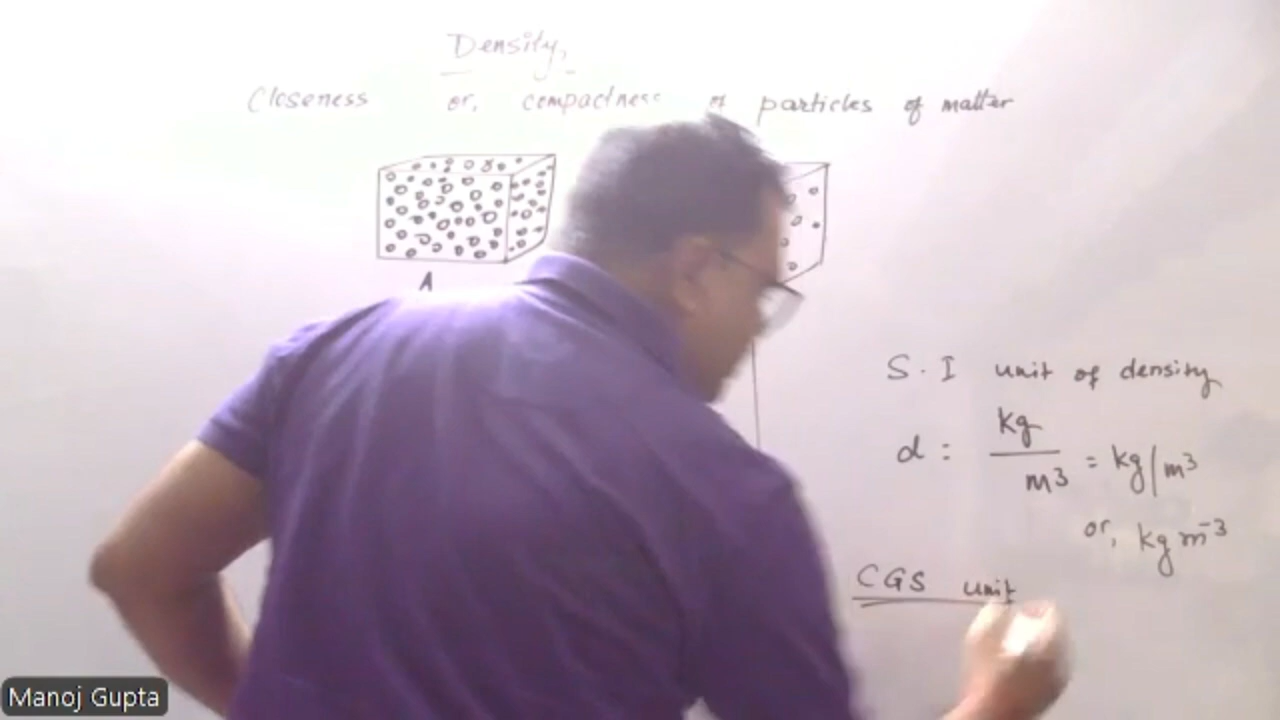 Density,
Closeness or, compactness of particles of matter
A
S.I unit of density
d = kg / m³ = kg/m³
or, kg m⁻³
CGS unit
Manoj Gupta